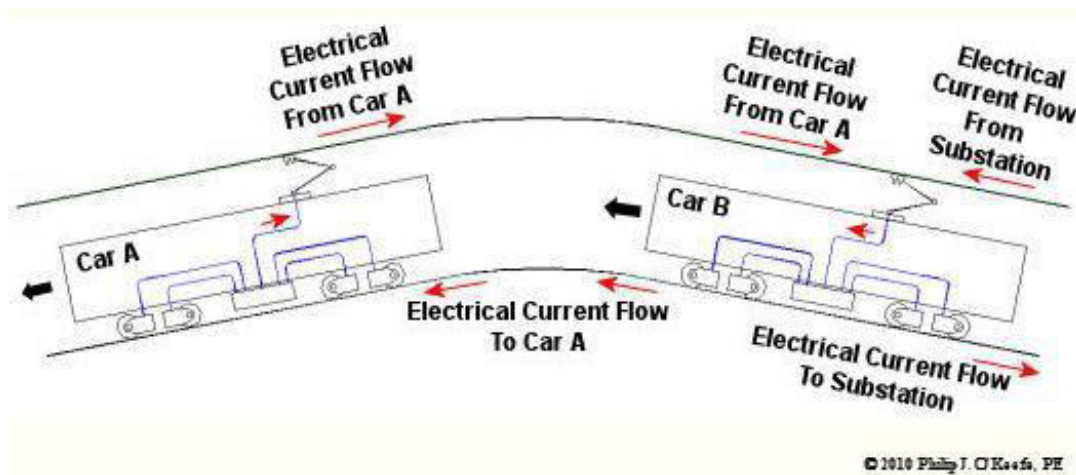 Electrical
Current Flow
From Car A
Electrical
Current Flow
From Car A
Electrical
Current Flow
From
Substation
Car A
Car B
Electrical Current Flow
To Car A
Electrical Current Flow
To Substation
© 2010 Philip J. O'Keefe, PE